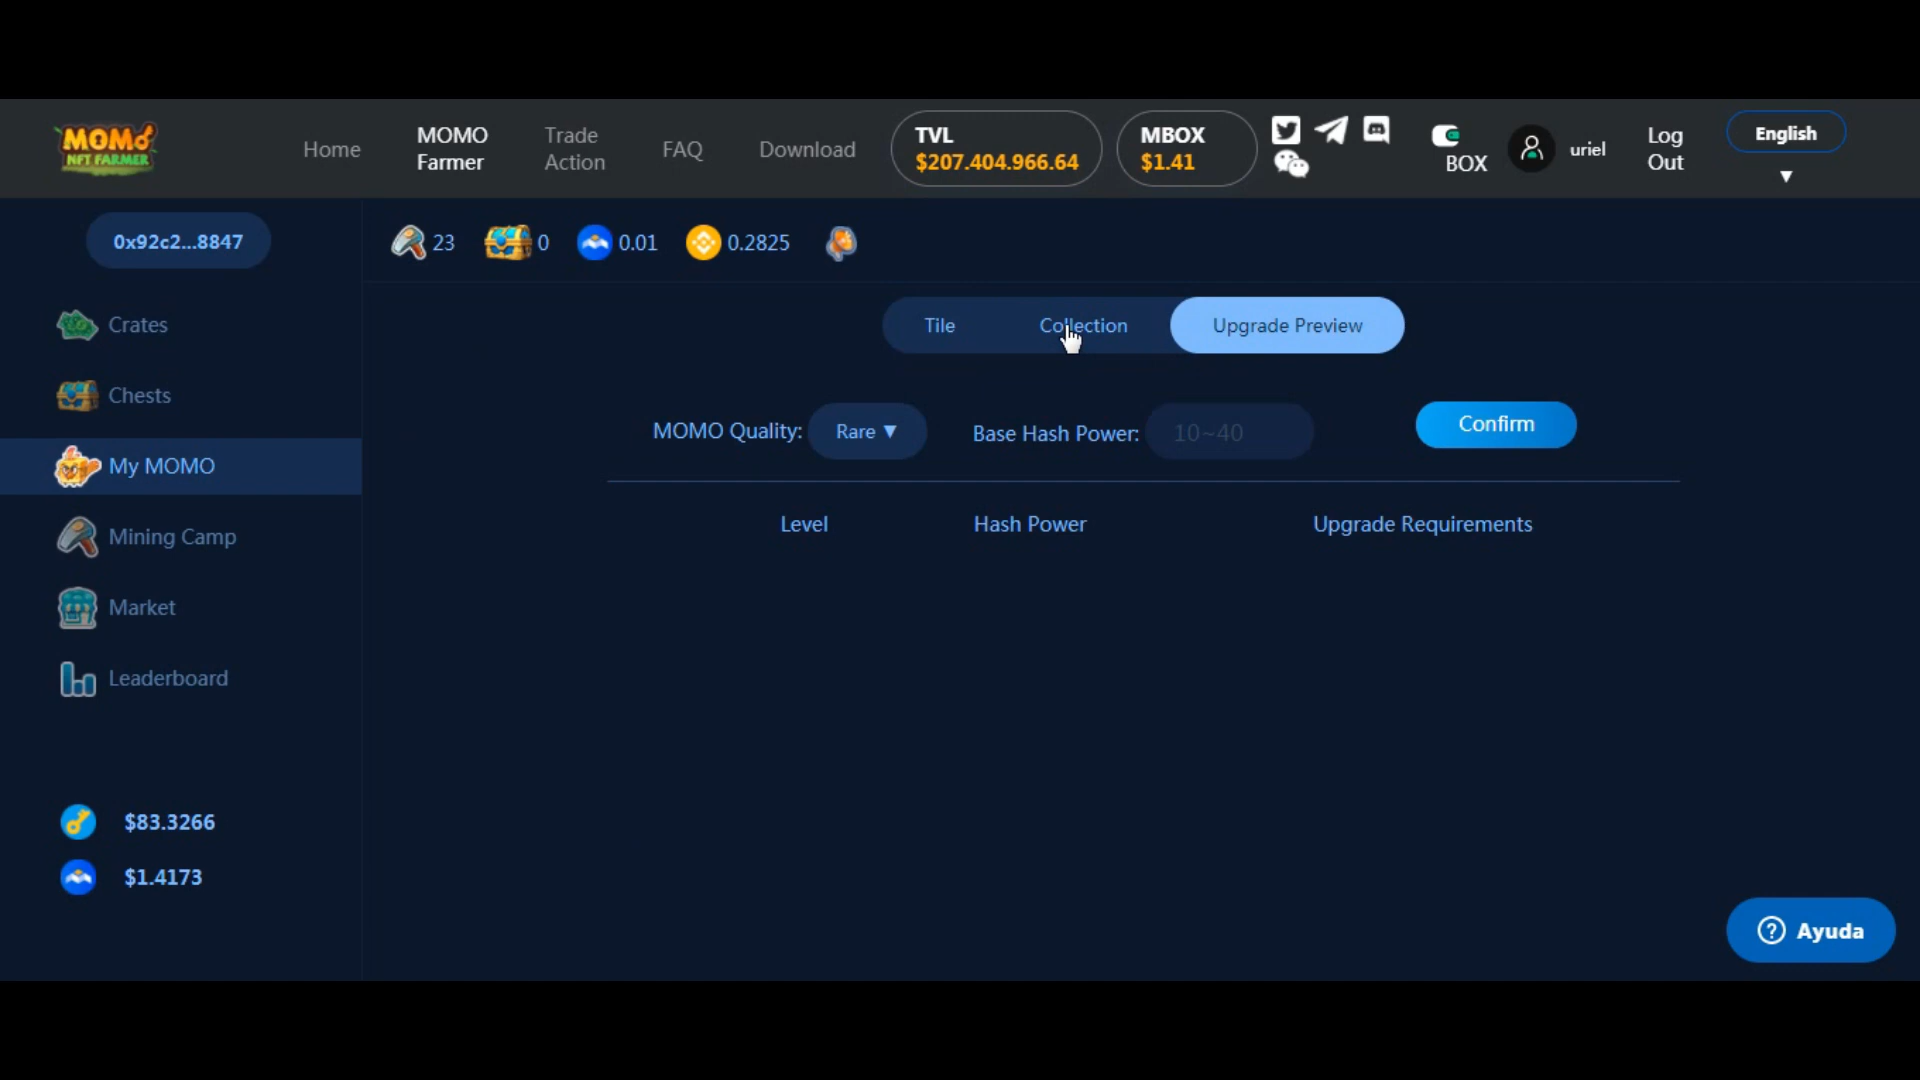 MOMO
NFT FARMER
Home
MOMO
Farmer
Trade
Action
FAQ
Download
TVL
$207.404.966.64
MBOX
$1.41
BOX
uriel
Log
Out
English
▼
0x92c2...8847
23
0
0.01
0.2825
Crates
Chests
My MOMO
Mining Camp
Market
Leaderboard
$83.3266
$1.4173
Tile
Collection
Upgrade Preview
MOMO Quality: Rare ▼ Base Hash Power: 10~40 Confirm
Level Hash Power Upgrade Requirements
? Ayuda